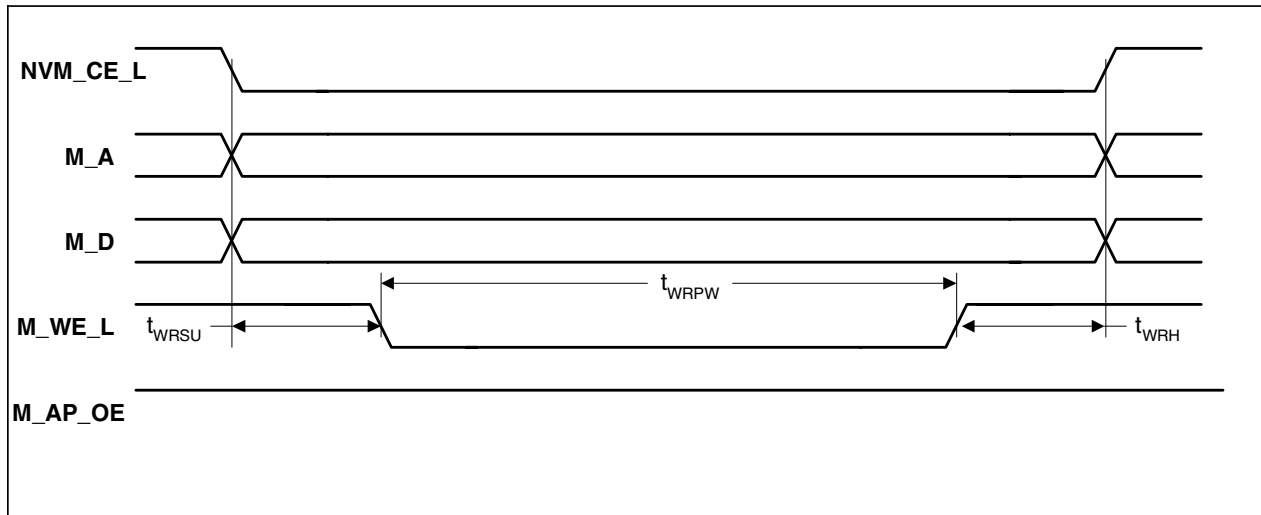 NVM_CE_L
M_A
M_D
tWRPW
M_WE_L
tWRSU
tWRH
M_AP_OE